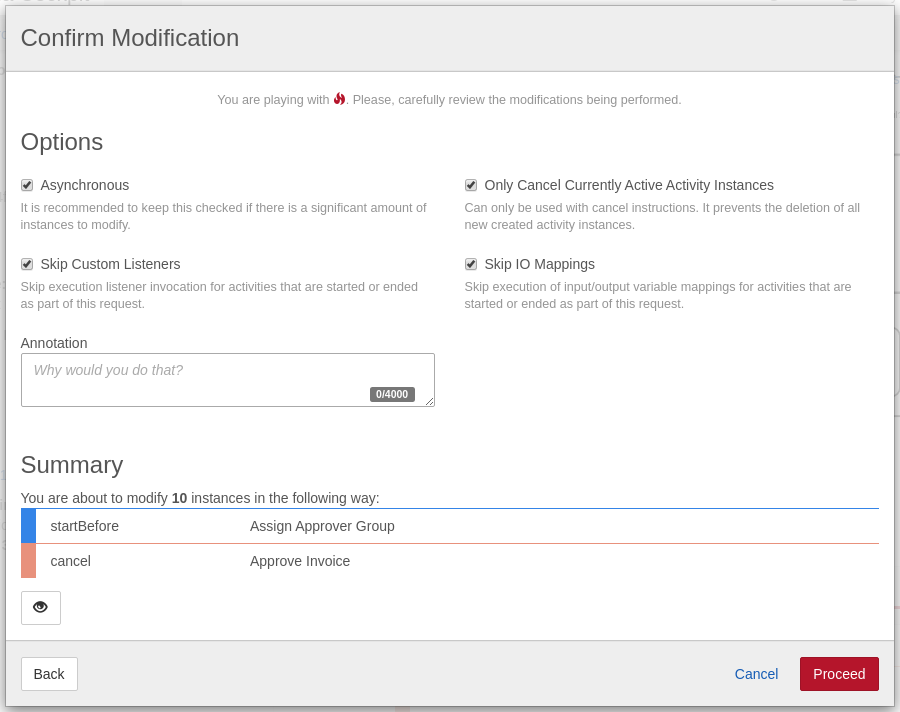 Confirm Modification
You are playing with . Please, carefully review the modifications being performed.
Options
Asynchronous
It is recommended to keep this checked if there is a significant amount of
instances to modify.
Only Cancel Currently Active Activity Instances
Can only be used with cancel instructions. It prevents the deletion of all
new created activity instances.
Skip Custom Listeners
Skip execution listener invocation for activities that are started or ended
as part of this request.
Skip IO Mappings
Skip execution of input/output variable mappings for activities that are
started or ended as part of this request.
Annotation
Why would you do that?
0/4000
Summary
You are about to modify 10 instances in the following way:
startBefore Assign Approver Group
cancel Approve Invoice
Back Cancel Proceed